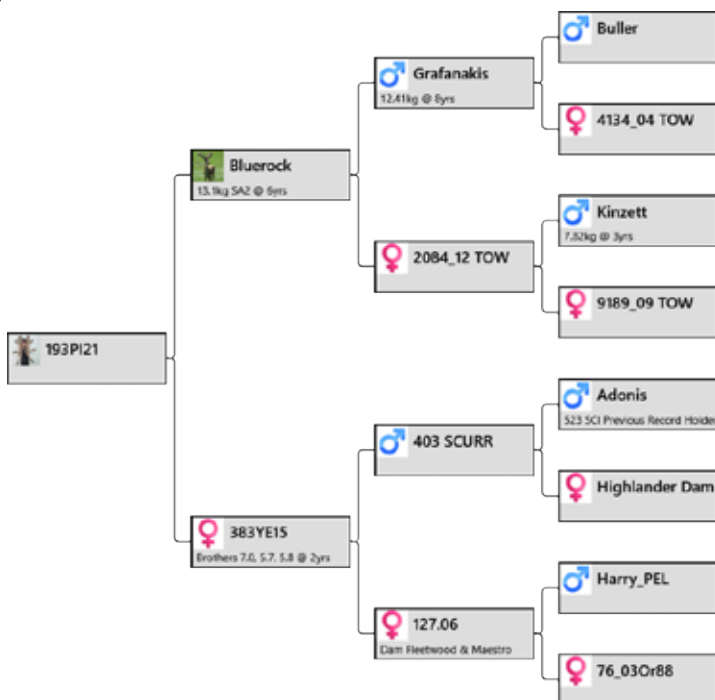 Buller
Grafanakis
12.41kg @ 8yrs
4134_04 TOW
Bluerock
13.1kg SA2 @ 6yrs
Kinzett
7.82kg @ 3yrs
2084_12 TOW
9189_09 TOW
193PI21
Adonis
523 SCI Previous Record Holder
403 SCURR
Highlander Dam
383YE15
Brothers 7.0, 5.7, 5.8 @ 2yrs
Harry_PEL
127.06
Dam Fleetwood & Maestro
76_03Or88